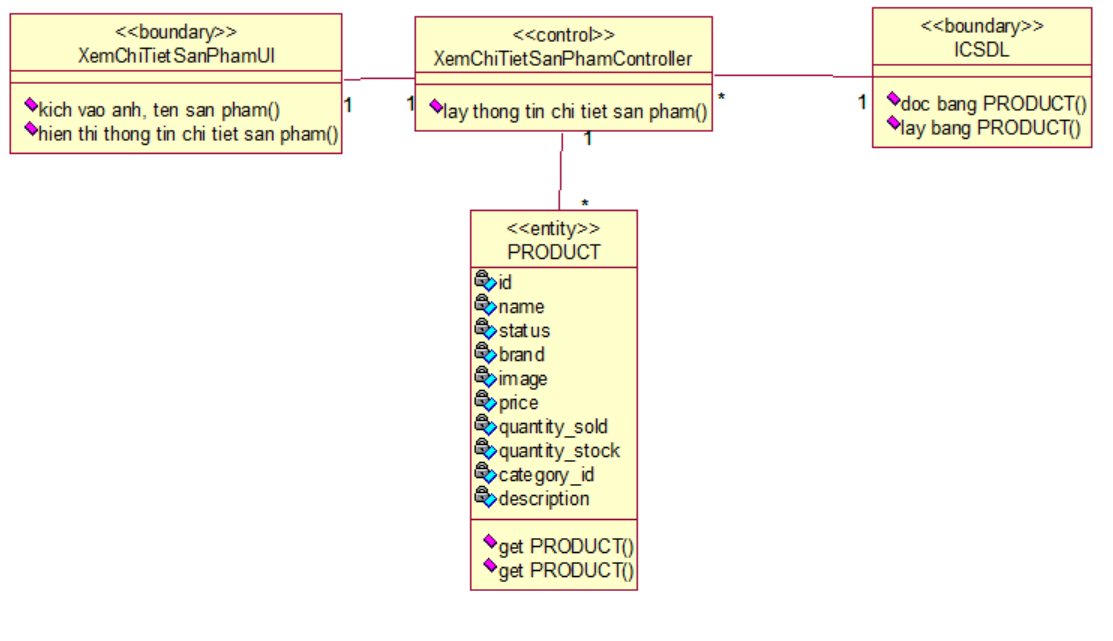 <<boundary>>
XemChiTietSanPhamUI
kich vao anh, ten san pham()
hien thi thong tin chi tiet san pham()
1
1
<<control>>
XemChiTietSanPhamController
lay thong tin chi tiet san pham()
*
1
<<boundary>>
ICSDL
doc bang PRODUCT()
lay bang PRODUCT()
1
*
<<entity>>
PRODUCT
id
name
status
brand
image
price
quantity_sold
quantity_stock
category_id
description
get PRODUCT()
get PRODUCT()